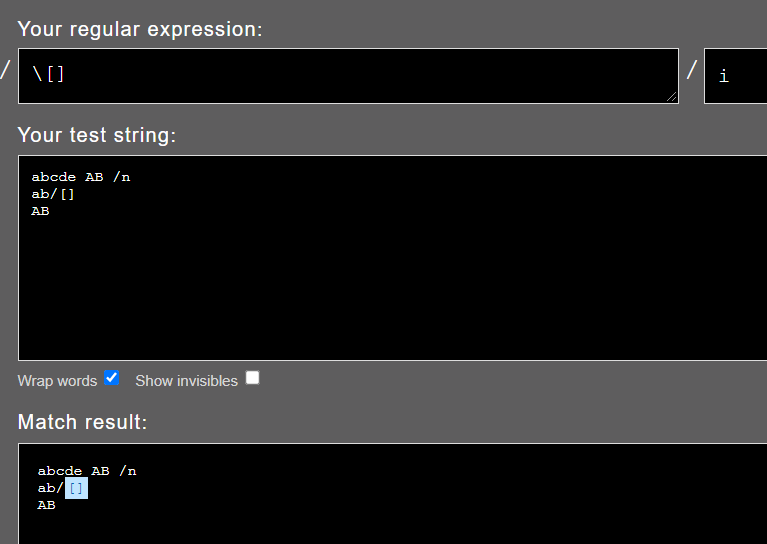 Your regular expression:
/ \[] / i
Your test string:
abcde AB /n
ab/[]
AB
Wrap words Show invisibles
Match result:
abcde AB /n
ab/[]
AB